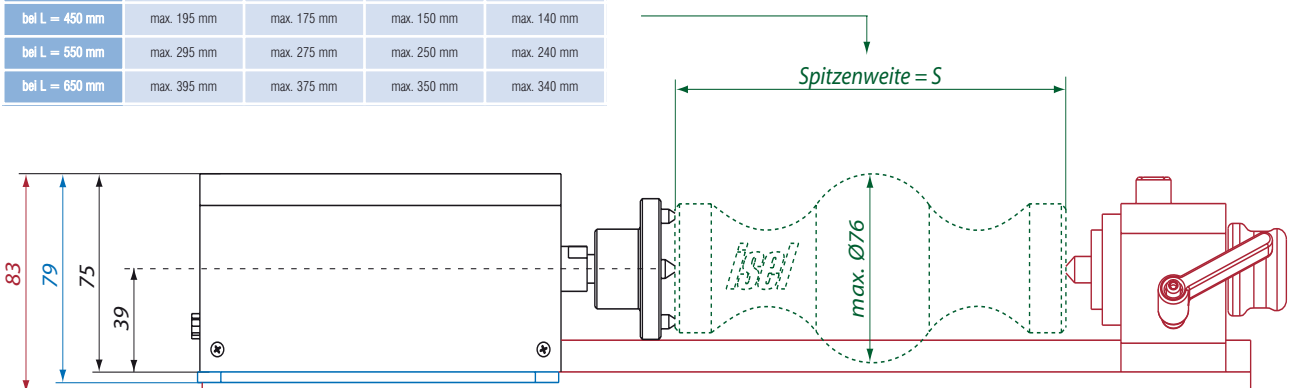 bei L = 450 mm max. 195 mm max. 175 mm max. 150 mm max. 140 mm
bei L = 550 mm max. 295 mm max. 275 mm max. 250 mm max. 240 mm
bei L = 650 mm max. 395 mm max. 375 mm max. 350 mm max. 340 mm
Spitzenweite = S
83
79
75
39
isel
max. Ø76